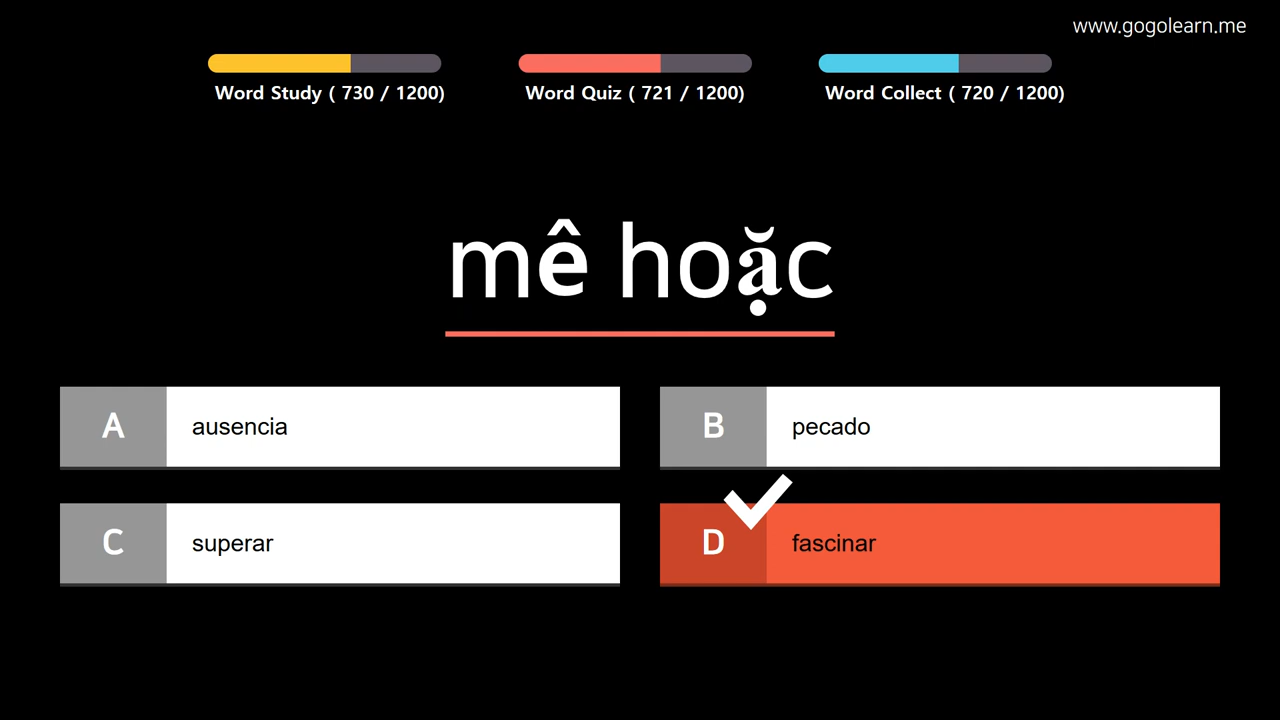 www.gogolearn.me
Word Study ( 730 / 1200)
Word Quiz ( 721 / 1200)
Word Collect ( 720 / 1200)
mê hoặc
A ausencia
B pecado
C superar
D fascinar